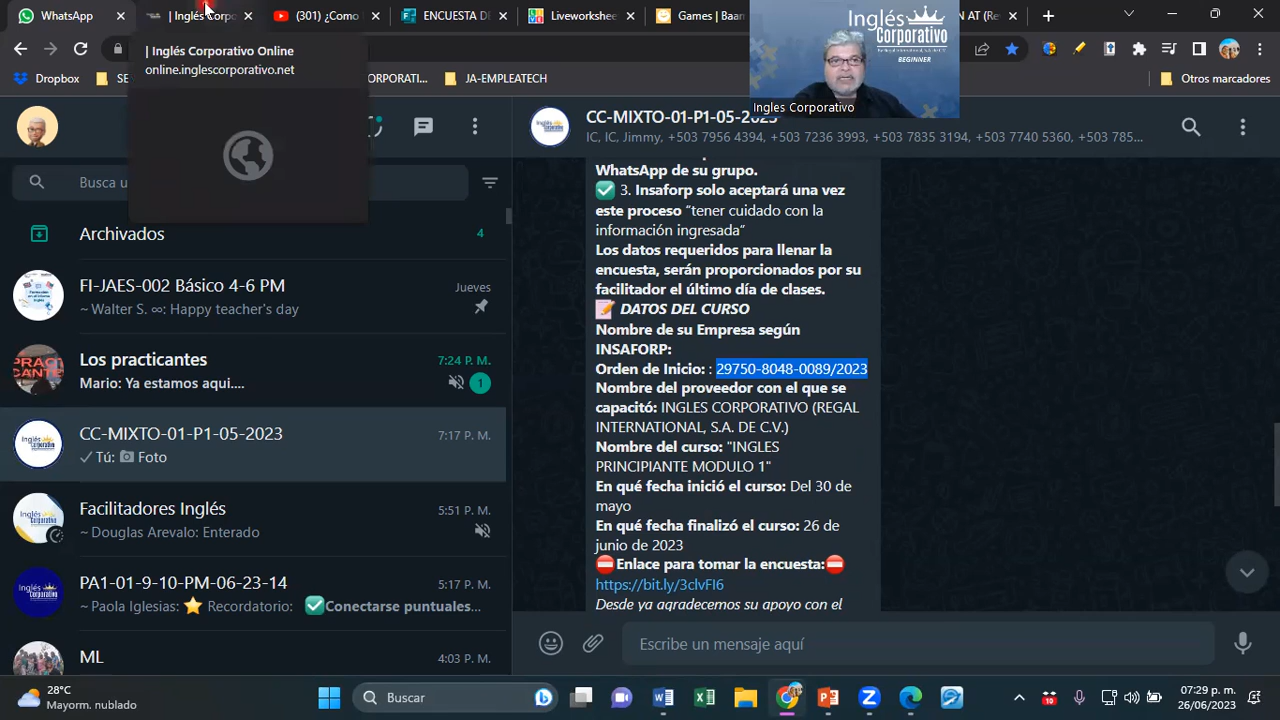 WhatsApp
| Inglés Corpo
(301) ¿Como
ENCUESTA DE
Liveworkshee
Games | Baan
N AT (Re
| Inglés Corporativo Online
online.inglescorporativo.net
Inglés
Corporativo
BEGINNER
Ingles Corporativo
Dropbox
SE
ORATI...
JA-EMPLEATECH
Otros marcadores
Busca u
Archivados
4
FI-JAES-002 Básico 4-6 PM
Jueves
~ Walter S. ∞: Happy teacher's day
Los practicantes
7:24 P. M.
Mario: Ya estamos aqui....
1
CC-MIXTO-01-P1-05-2023
7:17 P. M.
Tú: Foto
Facilitadores Inglés
5:51 P. M.
~ Douglas Arevalo: Enterado
PA1-01-9-10-PM-06-23-14
5:17 P. M.
~ Paola Iglesias: ⭐ Recordatorio: ✅Conectarse puntuales...
ML
4:03 P. M.
CC-MIXTO-01-P1-05-2023
IC, IC, Jimmy, +503 7956 4394, +503 7236 3993, +503 7835 3194, +503 7740 5360, +503 785...
WhatsApp de su grupo.
✅ 3. Insaforp solo aceptará una vez
este proceso “tener cuidado con la
información ingresada”
Los datos requeridos para llenar la
encuesta, serán proporcionados por su
facilitador el último día de clases.
📝 DATOS DEL CURSO
Nombre de su Empresa según
INSAFORP:
Orden de Inicio: : 29750-8048-0089/2023
Nombre del proveedor con el que se
capacitó: INGLES CORPORATIVO (REGAL
INTERNATIONAL, S.A. DE C.V.)
Nombre del curso: "INGLES
PRINCIPIANTE MODULO 1"
En qué fecha inició el curso: Del 30 de
mayo
En qué fecha finalizó el curso: 26 de
junio de 2023
⛔Enlace para tomar la encuesta:⛔
https://bit.ly/3clvFI6
Desde ya agradecemos su apoyo con el
Escribe un mensaje aquí
28°C
Mayorm. nublado
Buscar
10
07:29 p. m.
26/06/2023